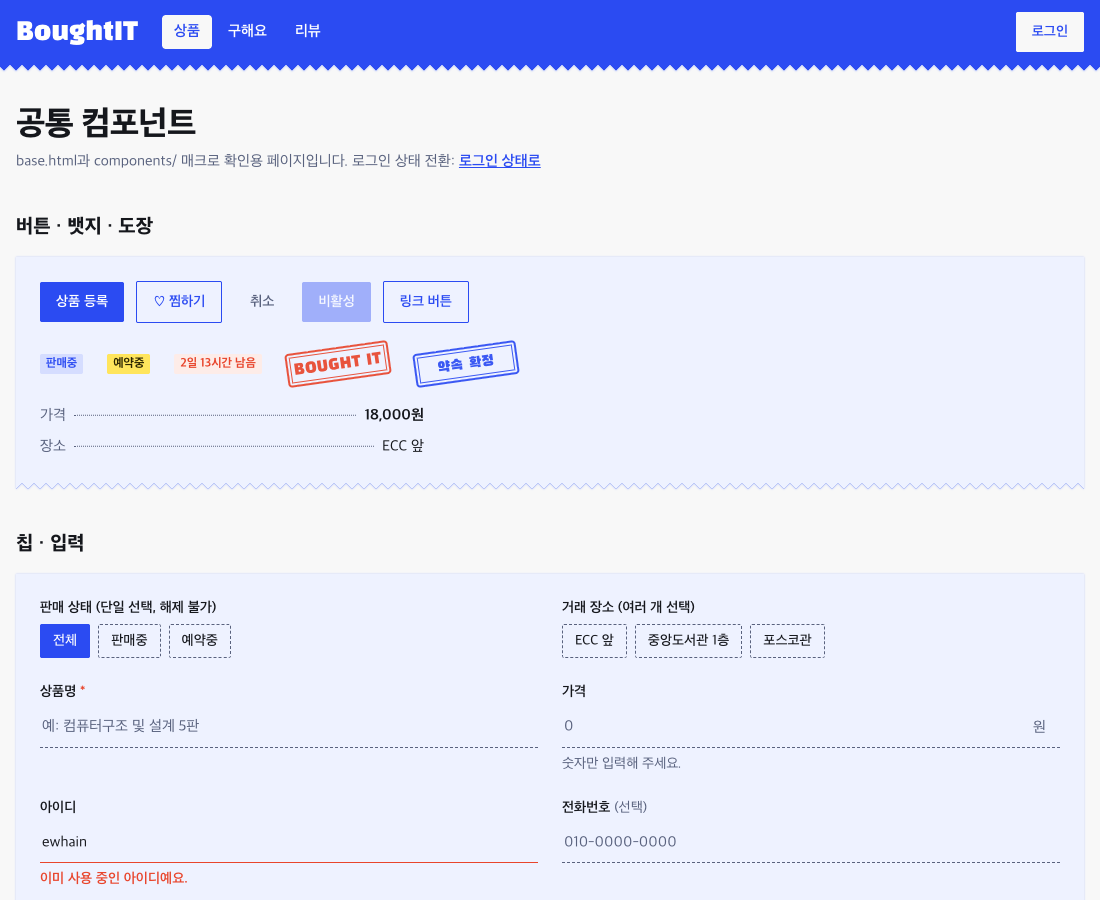 BoughtIT 상품 구해요 리뷰 로그인
공통 컴포넌트
base.html과 components/ 매크로 확인용 페이지입니다. 로그인 상태 전환: 로그인 상태로
버튼 · 뱃지 · 도장
상품 등록 ♡ 찜하기 취소 비활성 링크 버튼
판매중 예약중 2일 13시간 남음 BOUGHT IT 약속 확정
가격 18,000원
장소 ECC 앞
칩 · 입력
판매 상태 (단일 선택, 해제 불가) 거래 장소 (여러 개 선택)
전체 판매중 예약중 ECC 앞 중앙도서관 1층 포스코관
상품명 * 가격
예: 컴퓨터구조 및 설계 5판 0 원
숫자만 입력해 주세요.
아이디 전화번호 (선택)
ewhain 010-0000-0000
이미 사용 중인 아이디예요.